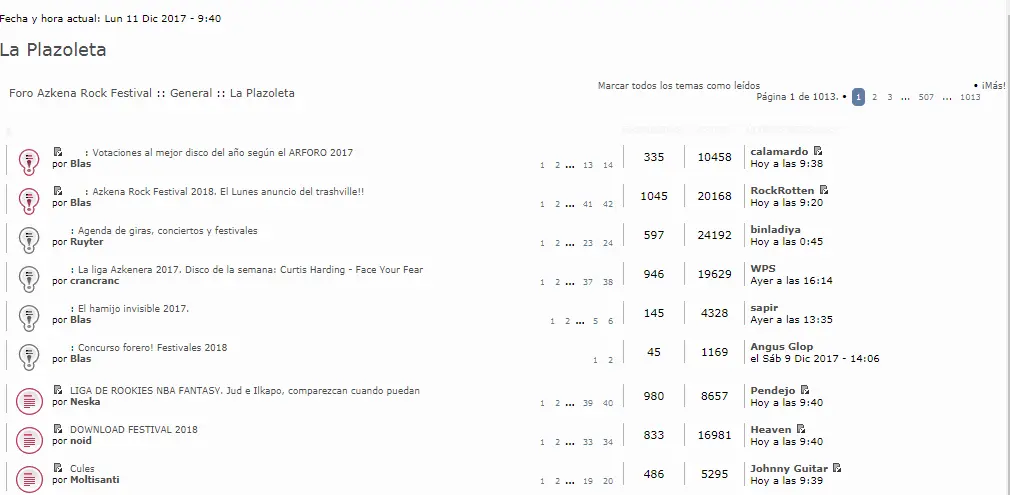 Fecha y hora actual: Lun 11 Dic 2017 - 9:40
La Plazoleta
Marcar todos los temas como leídos • ¡Más!
Foro Azkena Rock Festival :: General :: La Plazoleta
Página 1 de 1013. • 1 2 3 ... 507 ... 1013
: Votaciones al mejor disco del año según el ARFORO 2017
por Blas
1 2 ... 13 14
335 10458
calamardo
Hoy a las 9:38
: Azkena Rock Festival 2018. El Lunes anuncio del trashville!!
por Blas
1 2 ... 41 42
1045 20168
RockRotten
Hoy a las 9:20
: Agenda de giras, conciertos y festivales
por Ruyter
1 2 ... 23 24
597 24192
binladiya
Hoy a las 0:45
: La liga Azkenera 2017. Disco de la semana: Curtis Harding - Face Your Fear
por crancranc
1 2 ... 37 38
946 19629
WPS
Ayer a las 16:14
: El hamijo invisible 2017.
por Blas
1 2 ... 5 6
145 4328
sapir
Ayer a las 13:35
: Concurso forero! Festivales 2018
por Blas
1 2
45 1169
Angus Glop
el Sáb 9 Dic 2017 - 14:06
LIGA DE ROOKIES NBA FANTASY. Jud e Ilkapo, comparezcan cuando puedan
por Neska
1 2 ... 39 40
980 8657
Pendejo
Hoy a las 9:40
DOWNLOAD FESTIVAL 2018
por noid
1 2 ... 33 34
833 16981
Heaven
Hoy a las 9:40
Cules
por Moltisanti
1 2 ... 19 20
486 5295
Johnny Guitar
Hoy a las 9:39